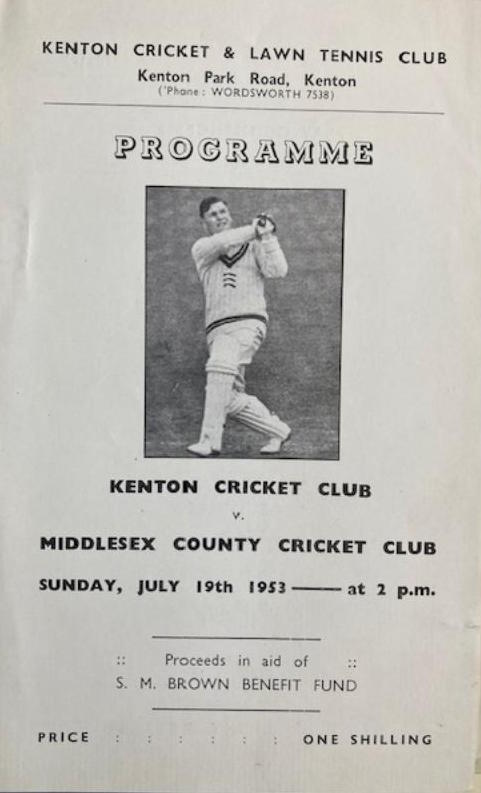 KENTON CRICKET & LAWN TENNIS CLUB
Kenton Park Road, Kenton
('Phone : WORDSWORTH 7538)
PROGRAMME
KENTON CRICKET CLUB
v.
MIDDLESEX COUNTY CRICKET CLUB
SUNDAY, JULY 19th 1953 —— at 2 p.m.
:: Proceeds in aid of ::
S. M. BROWN BENEFIT FUND
PRICE : : : : : : ONE SHILLING